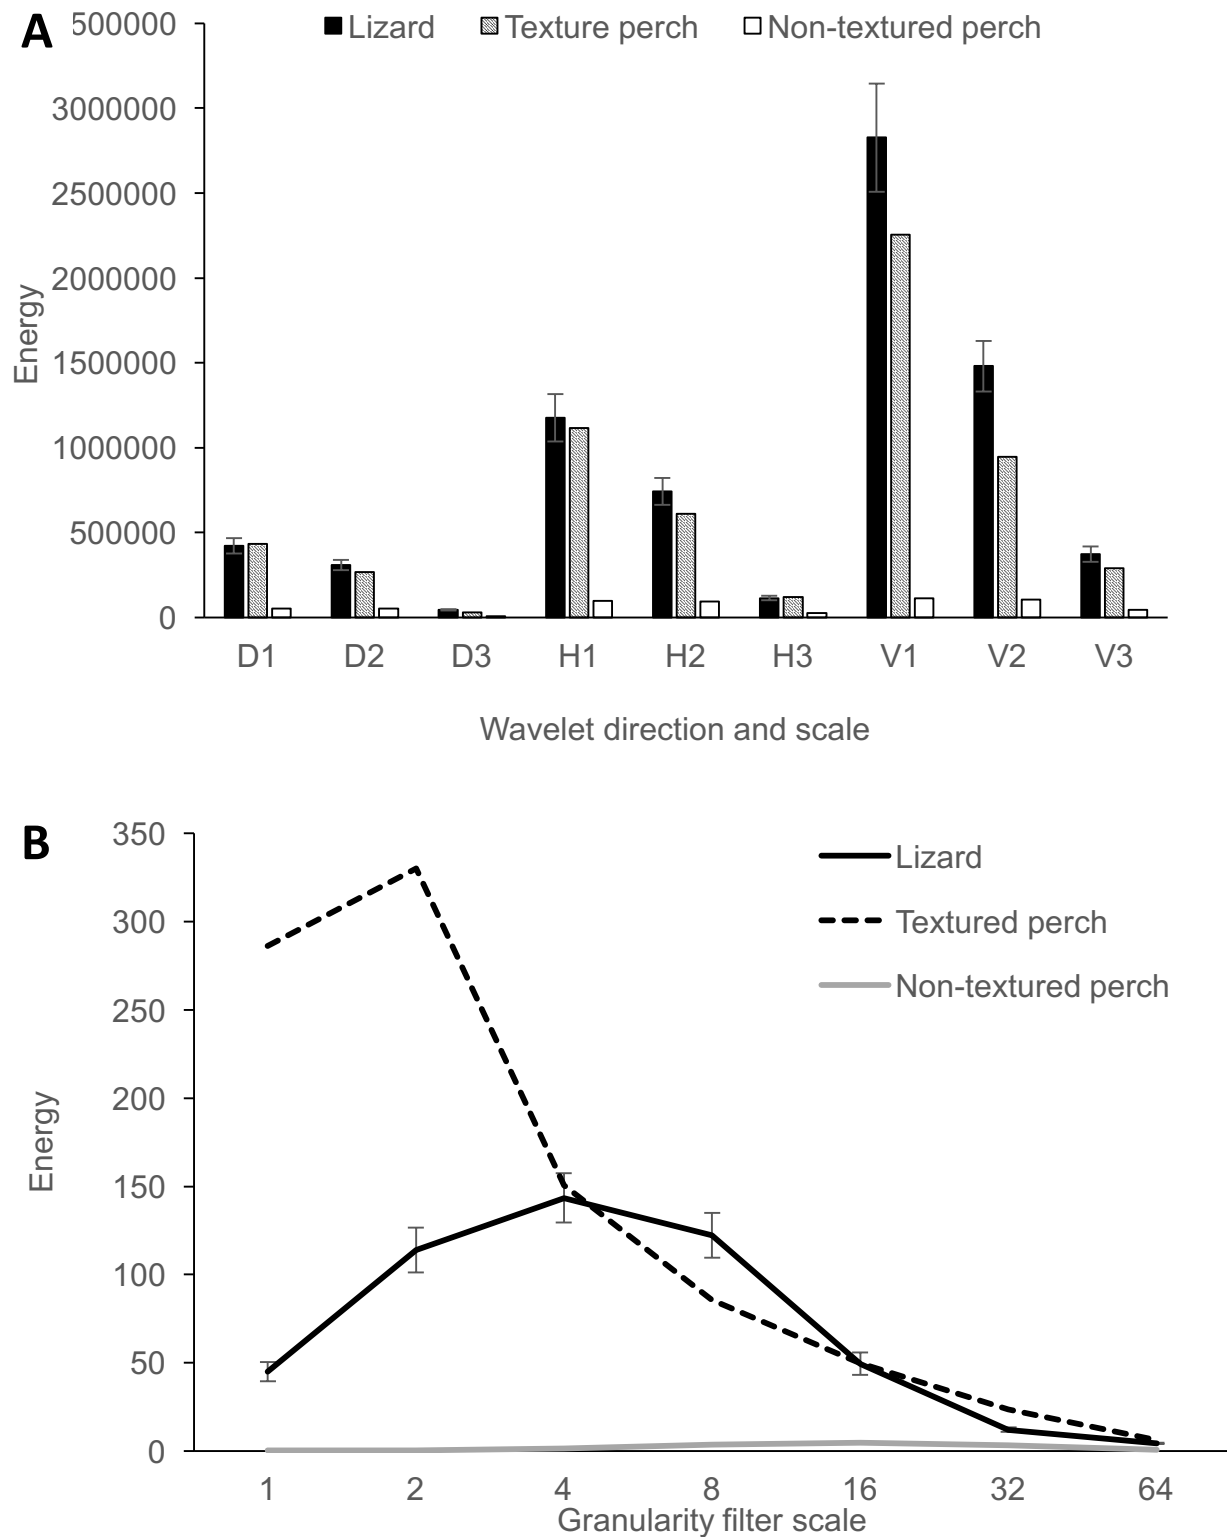 A
500000
Lizard
Texture perch
Non-textured perch
3000000
2500000
2000000
1500000
1000000
500000
0
Energy
D1 D2 D3 H1 H2 H3 V1 V2 V3
Wavelet direction and scale
B
350
300
250
200
150
100
50
0
Energy
Lizard
Textured perch
Non-textured perch
1 2 4 8 16 32 64
Granularity filter scale